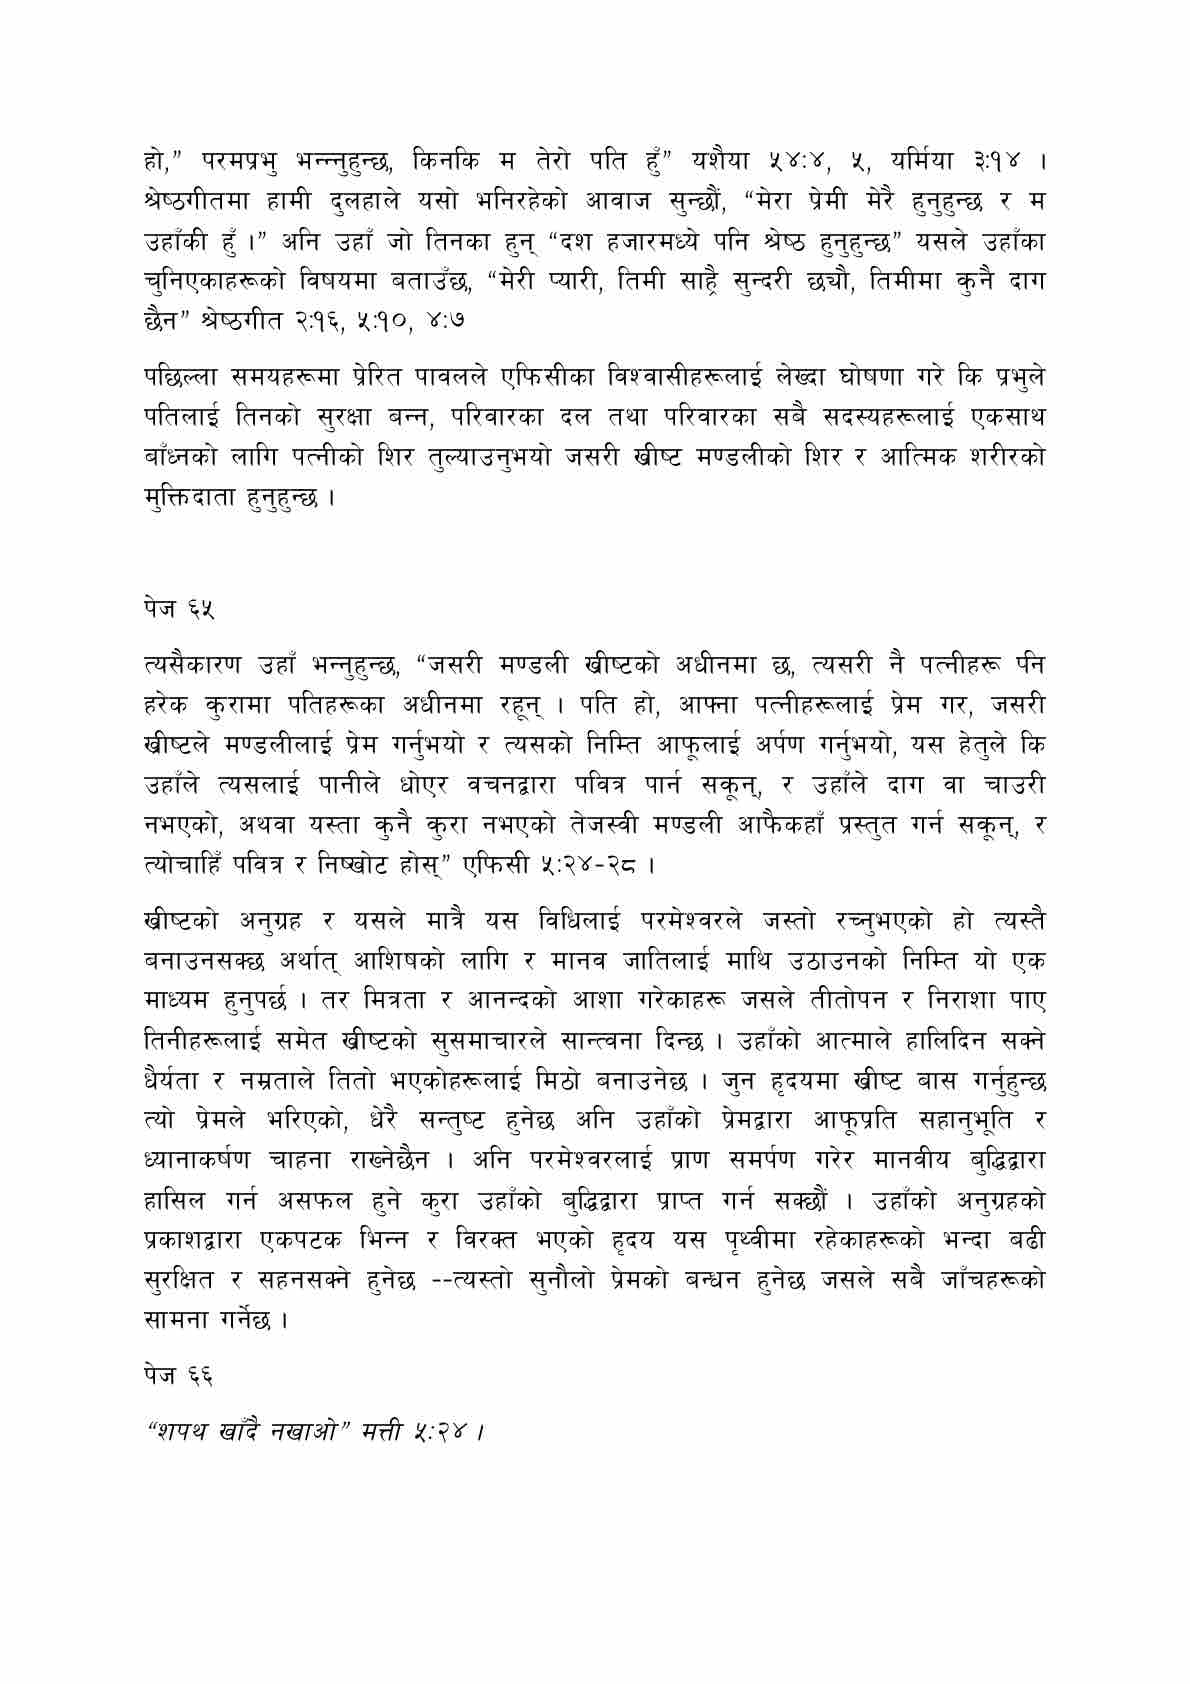 हो,” परमप्रभु भन्न्नुहुन्छ, किनकि म तेरो पति हुँ” यशैया ५४:४, ५, यर्मिया ३:१४ ।
श्रेष्ठगीतमा हामी दुलहाले यसो भनिरहेको आवाज सुन्छौं, “मेरा प्रेमी मेरै हुनुहुन्छ र म
उहाँकी हुँ ।” अनि उहाँ जो तिनका हुन् “दश हजारमध्ये पनि श्रेष्ठ हुनुहुन्छ” यसले उहाँका
चुनिएकाहरूको विषयमा बताउँछ, “मेरी प्यारी, तिमी साह्रै सुन्दरी छ्यौ, तिमीमा कुनै दाग
छैन” श्रेष्ठगीत २:१६, ५:१०, ४:७
पछिल्ला समयहरूमा प्रेरित पावलले एफिसीका विश्वासीहरूलाई लेख्दा घोषणा गरे कि प्रभुले
पतिलाई तिनको सुरक्षा बन्न, परिवारका दल तथा परिवारका सबै सदस्यहरूलाई एकसाथ
बाँध्नको लागि पत्नीको शिर तुल्याउनुभयो जसरी ख्रीष्ट मण्डलीको शिर र आत्मिक शरीरको
मुक्तिदाता हुनुहुन्छ ।
पेज ६५
त्यसैकारण उहाँ भन्नुहुन्छ, “जसरी मण्डली ख्रीष्टको अधीनमा छ, त्यसरी नै पत्नीहरू र्पान
हरेक कुरामा पतिहरूका अधीनमा रहून् । पति हो, आफ्ना पत्नीहरूलाई प्रेम गर, जसरी
ख्रीष्टले मण्डलीलाई प्रेम गर्नुभयो र त्यसको निम्ति आफूलाई अर्पण गर्नुभयो, यस हेतुले कि
उहाँले त्यसलाई पानीले धोएर वचनद्वारा पवित्र पार्न सकून्, र उहाँले दाग वा चाउरी
नभएको, अथवा यस्ता कुनै कुरा नभएको तेजस्वी मण्डली आफैकहाँ प्रस्तुत गर्न सकून्, र
त्योचाहिँ पवित्र र निष्खोट होस्” एफिसी ५:२४-२८ ।
ख्रीष्टको अनुग्रह र यसले मात्रै यस विधिलाई परमेश्वरले जस्तो रच्नुभएको हो त्यस्तै
बनाउनसक्छ अर्थात् आशिषको लागि र मानव जातिलाई माथि उठाउनको निम्ति यो एक
माध्यम हुनुपर्छ । तर मित्रता र आनन्दको आशा गरेकाहरू जसले तीतोपन र निराशा पाए
तिनीहरूलाई समेत ख्रीष्टको सुसमाचारले सान्त्वना दिन्छ । उहाँको आत्माले हालिदिन सक्ने
धैर्यता र नम्रताले तितो भएकोहरूलाई मिठो बनाउनेछ । जुन हृदयमा ख्रीष्ट बास गर्नुहुन्छ
त्यो प्रेमले भरिएको, धेरै सन्तुष्ट हुनेछ अनि उहाँको प्रेमद्वारा आफूप्रति सहानुभूति र
ध्यानाकर्षण चाहना राख्नेछैन । अनि परमेश्वरलाई प्राण समर्पण गरेर मानवीय बुद्धिद्वारा
हासिल गर्न असफल हुने कुरा उहाँको बुद्धिद्वारा प्राप्त गर्न सक्छौं । उहाँको अनुग्रहको
प्रकाशद्वारा एकपटक भिन्न र विरक्त भएको हृदय यस पृथ्वीमा रहेकाहरूको भन्दा बढी
सुरक्षित र सहनसक्ने हुनेछ --त्यस्तो सुनौलो प्रेमको बन्धन हुनेछ जसले सबै जाँचहरूको
सामना गर्नेछ ।
पेज ६६
“शपथ खाँदै नखाओ” मत्ती ५:२४ ।